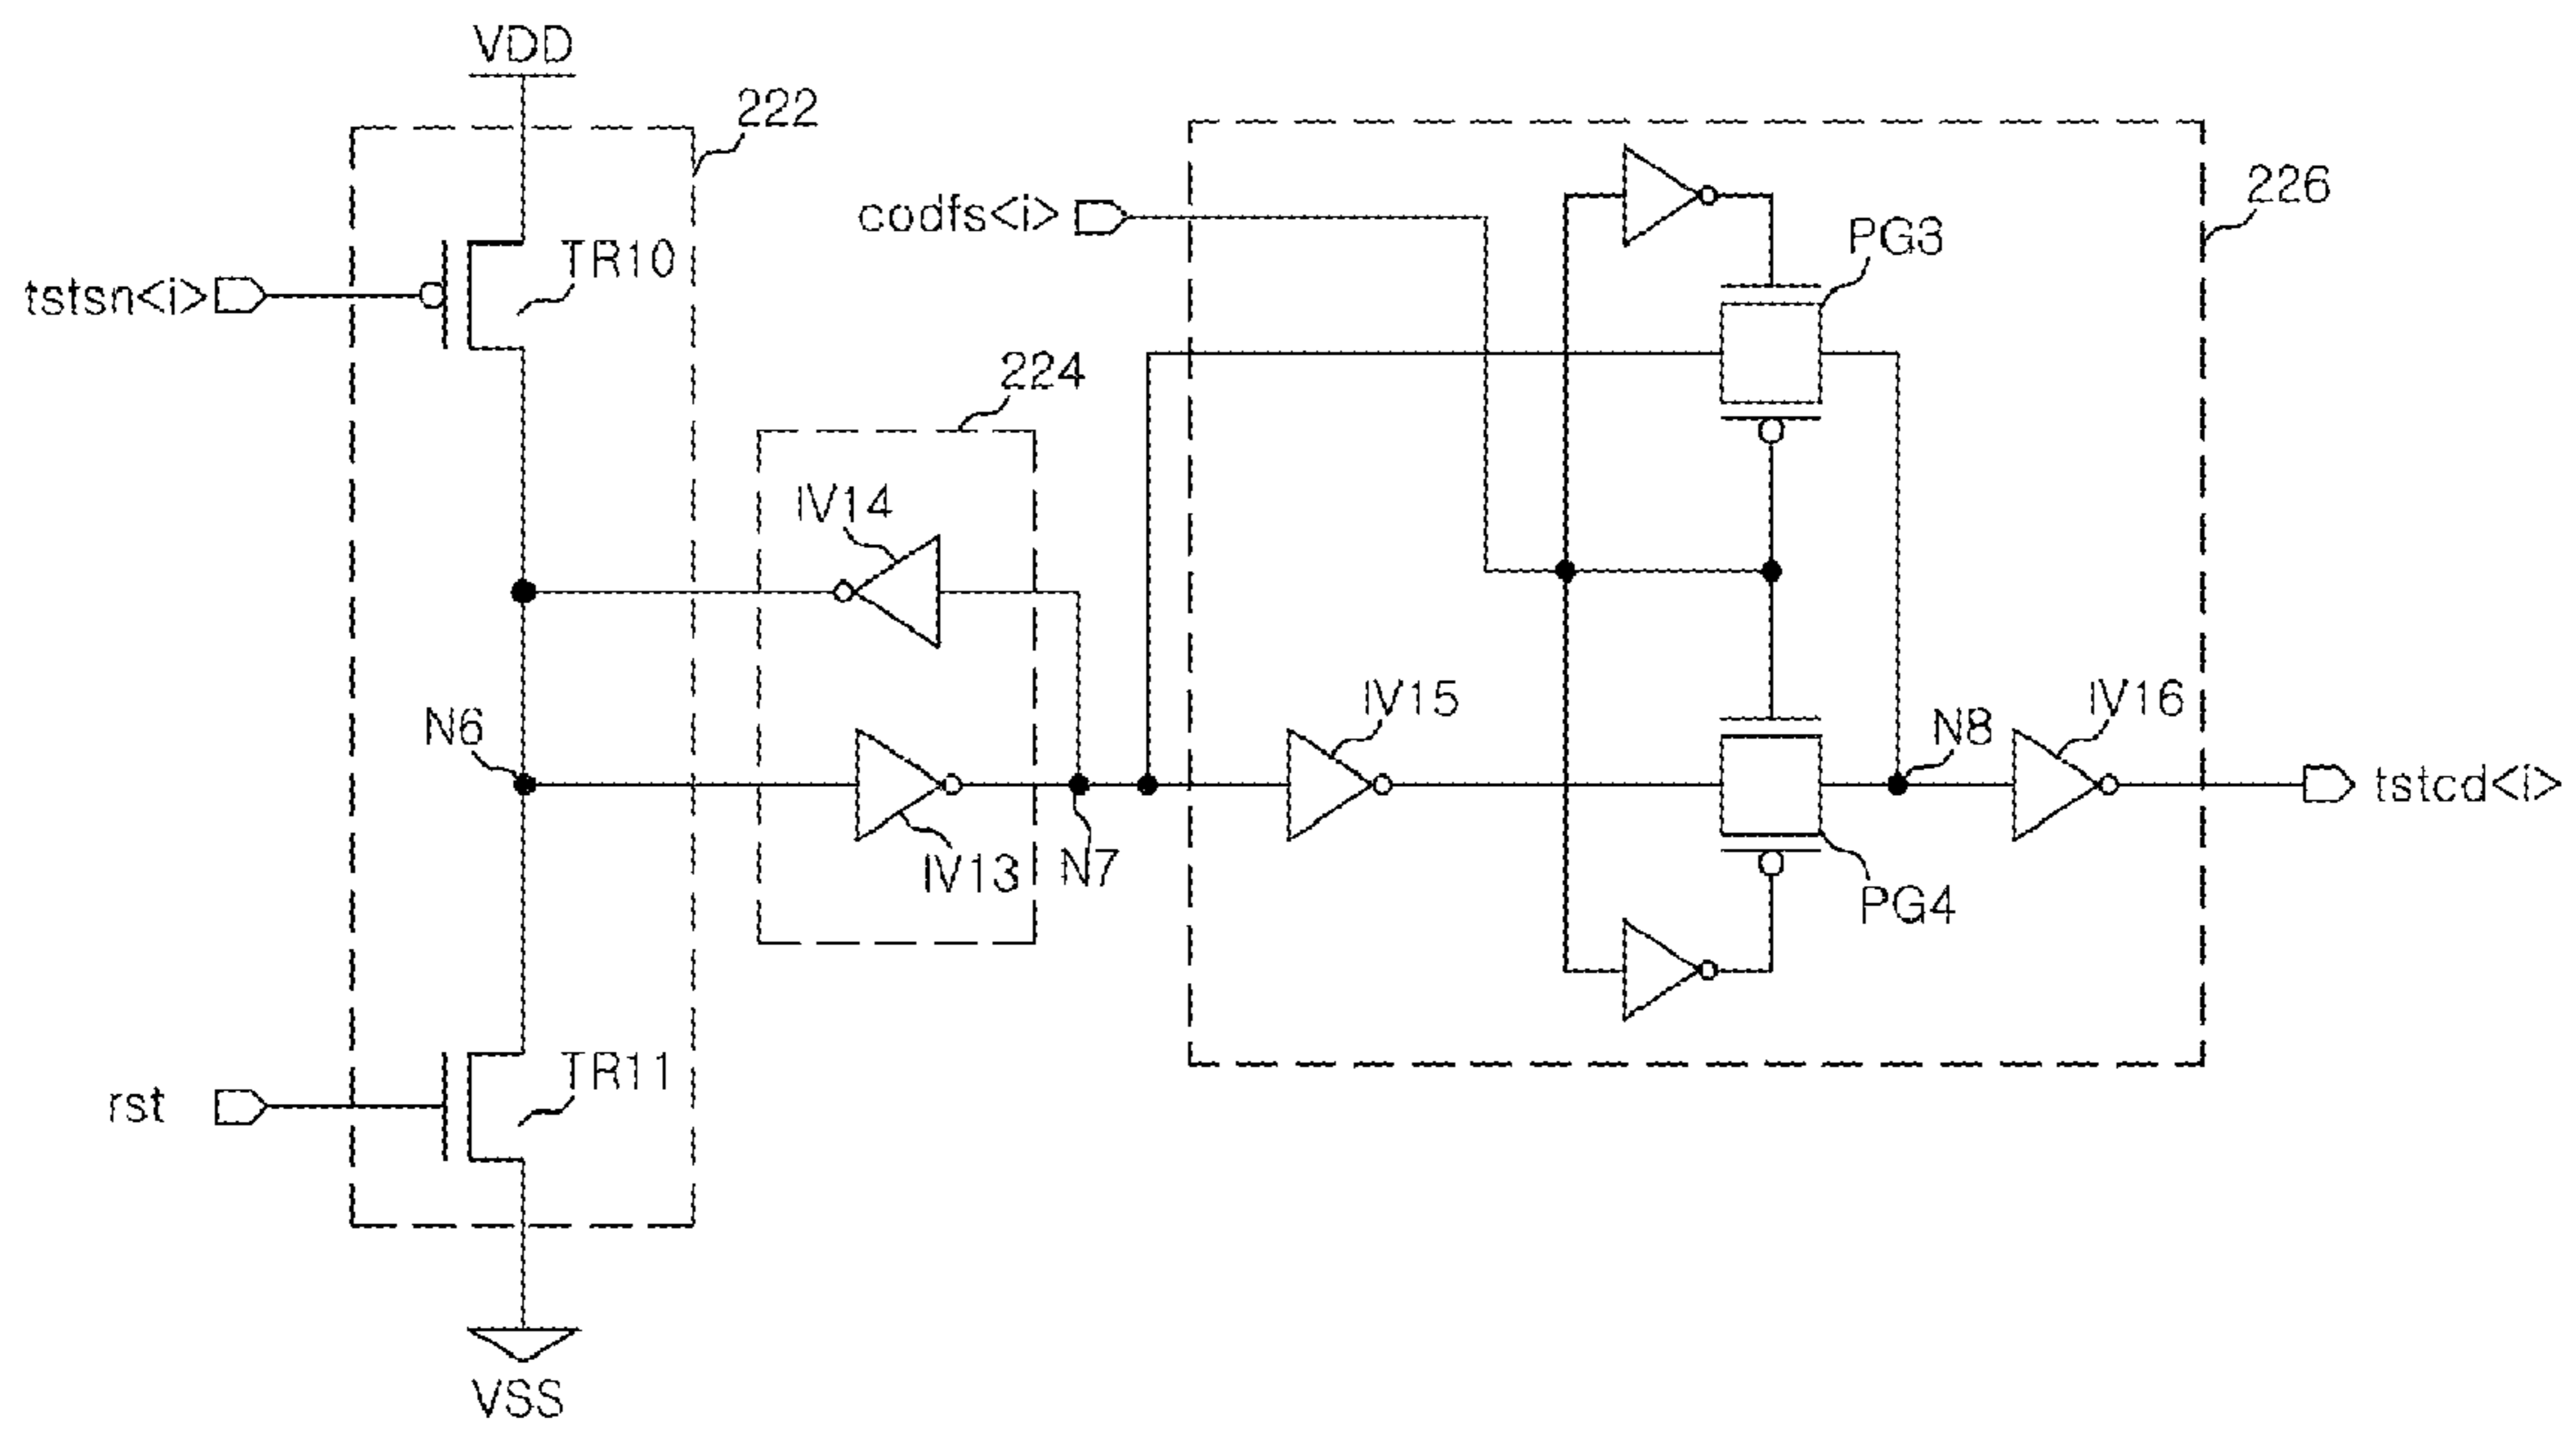 VDD
222
226
codfs<i>
PG3
tstsn<i>
TR10
224
IV14
IV15
IV16
N6
N8
tstcd<i>
IV13
N7
PG4
rst
TR11
VSS